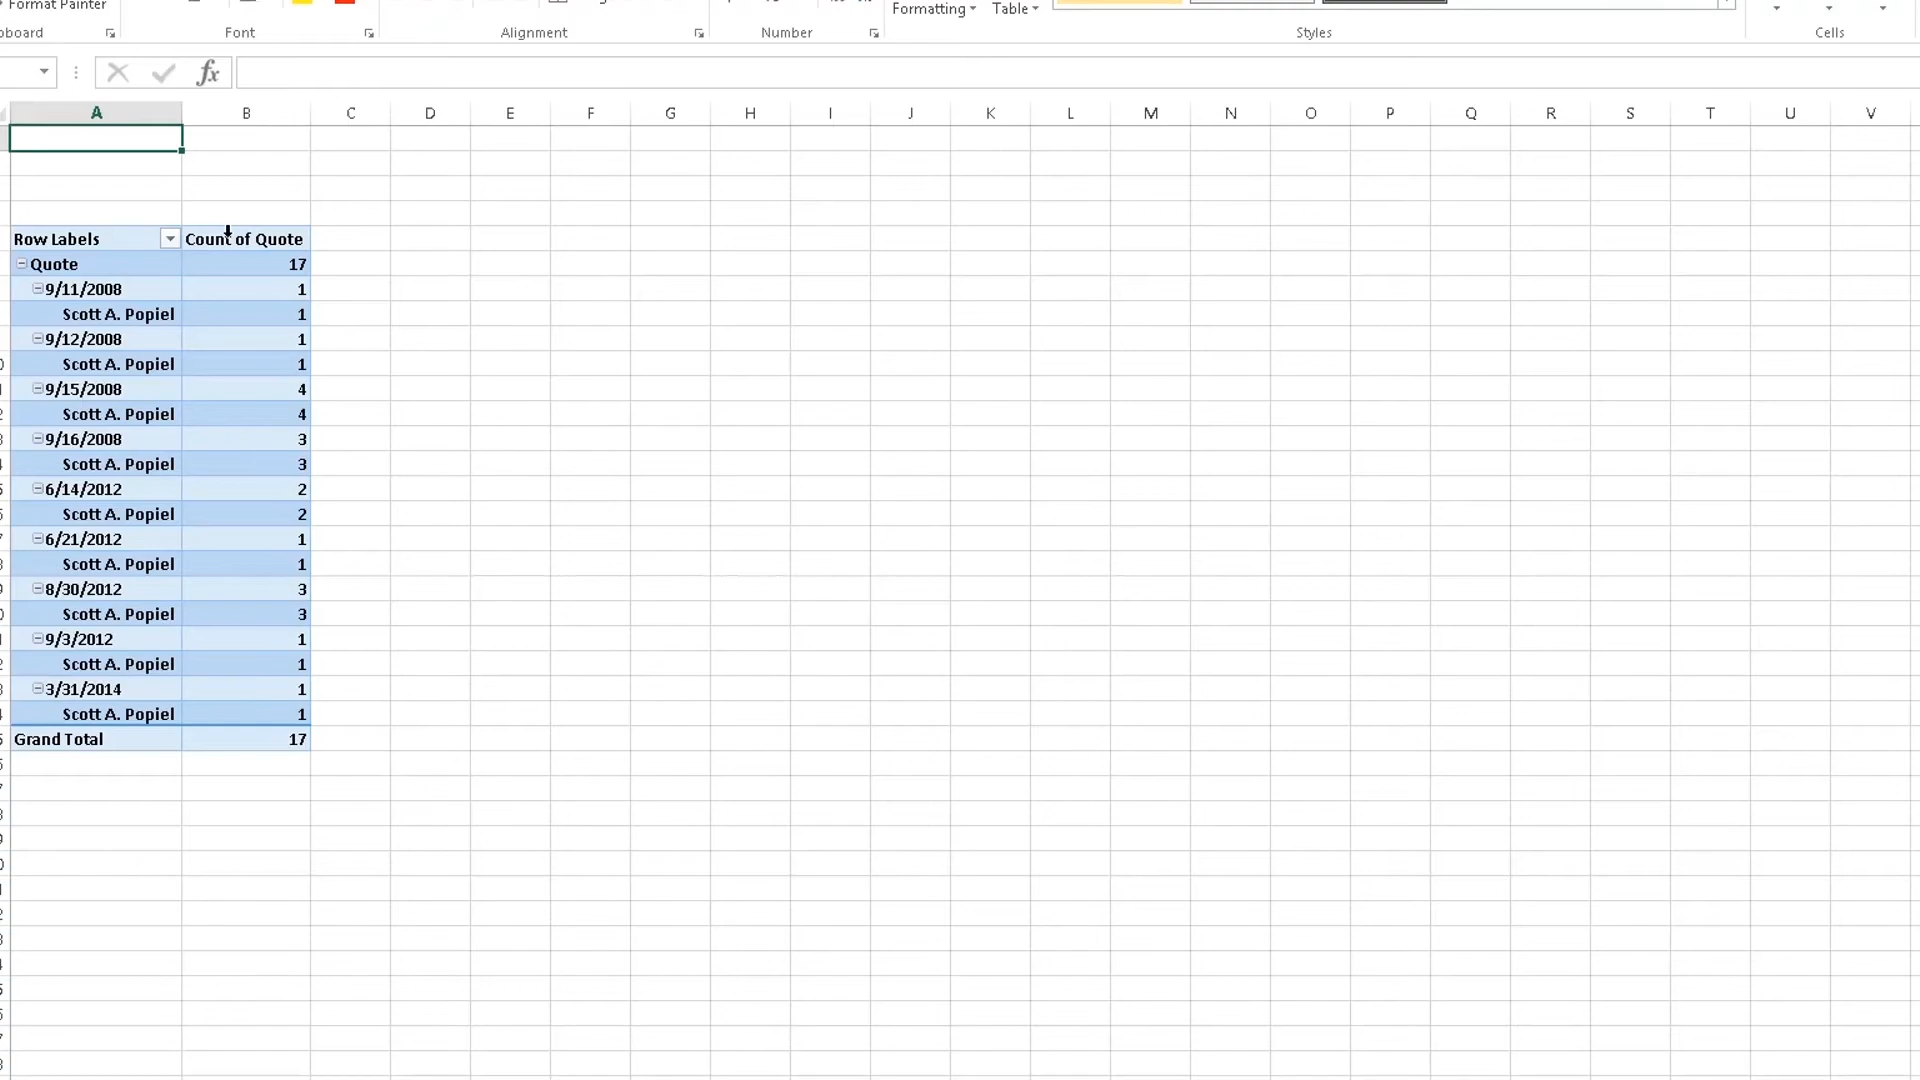 Format Painter
Formatting Table
Font Alignment Number Styles Cells
fx
A B C D E F G H I J K L M N O P Q R S T U V
Row Labels Count of Quote
Quote 17
9/11/2008 1
Scott A. Popiel 1
9/12/2008 1
Scott A. Popiel 1
9/15/2008 4
Scott A. Popiel 4
9/16/2008 3
Scott A. Popiel 3
6/14/2012 2
Scott A. Popiel 2
6/21/2012 1
Scott A. Popiel 1
8/30/2012 3
Scott A. Popiel 3
9/3/2012 1
Scott A. Popiel 1
3/31/2014 1
Scott A. Popiel 1
Grand Total 17